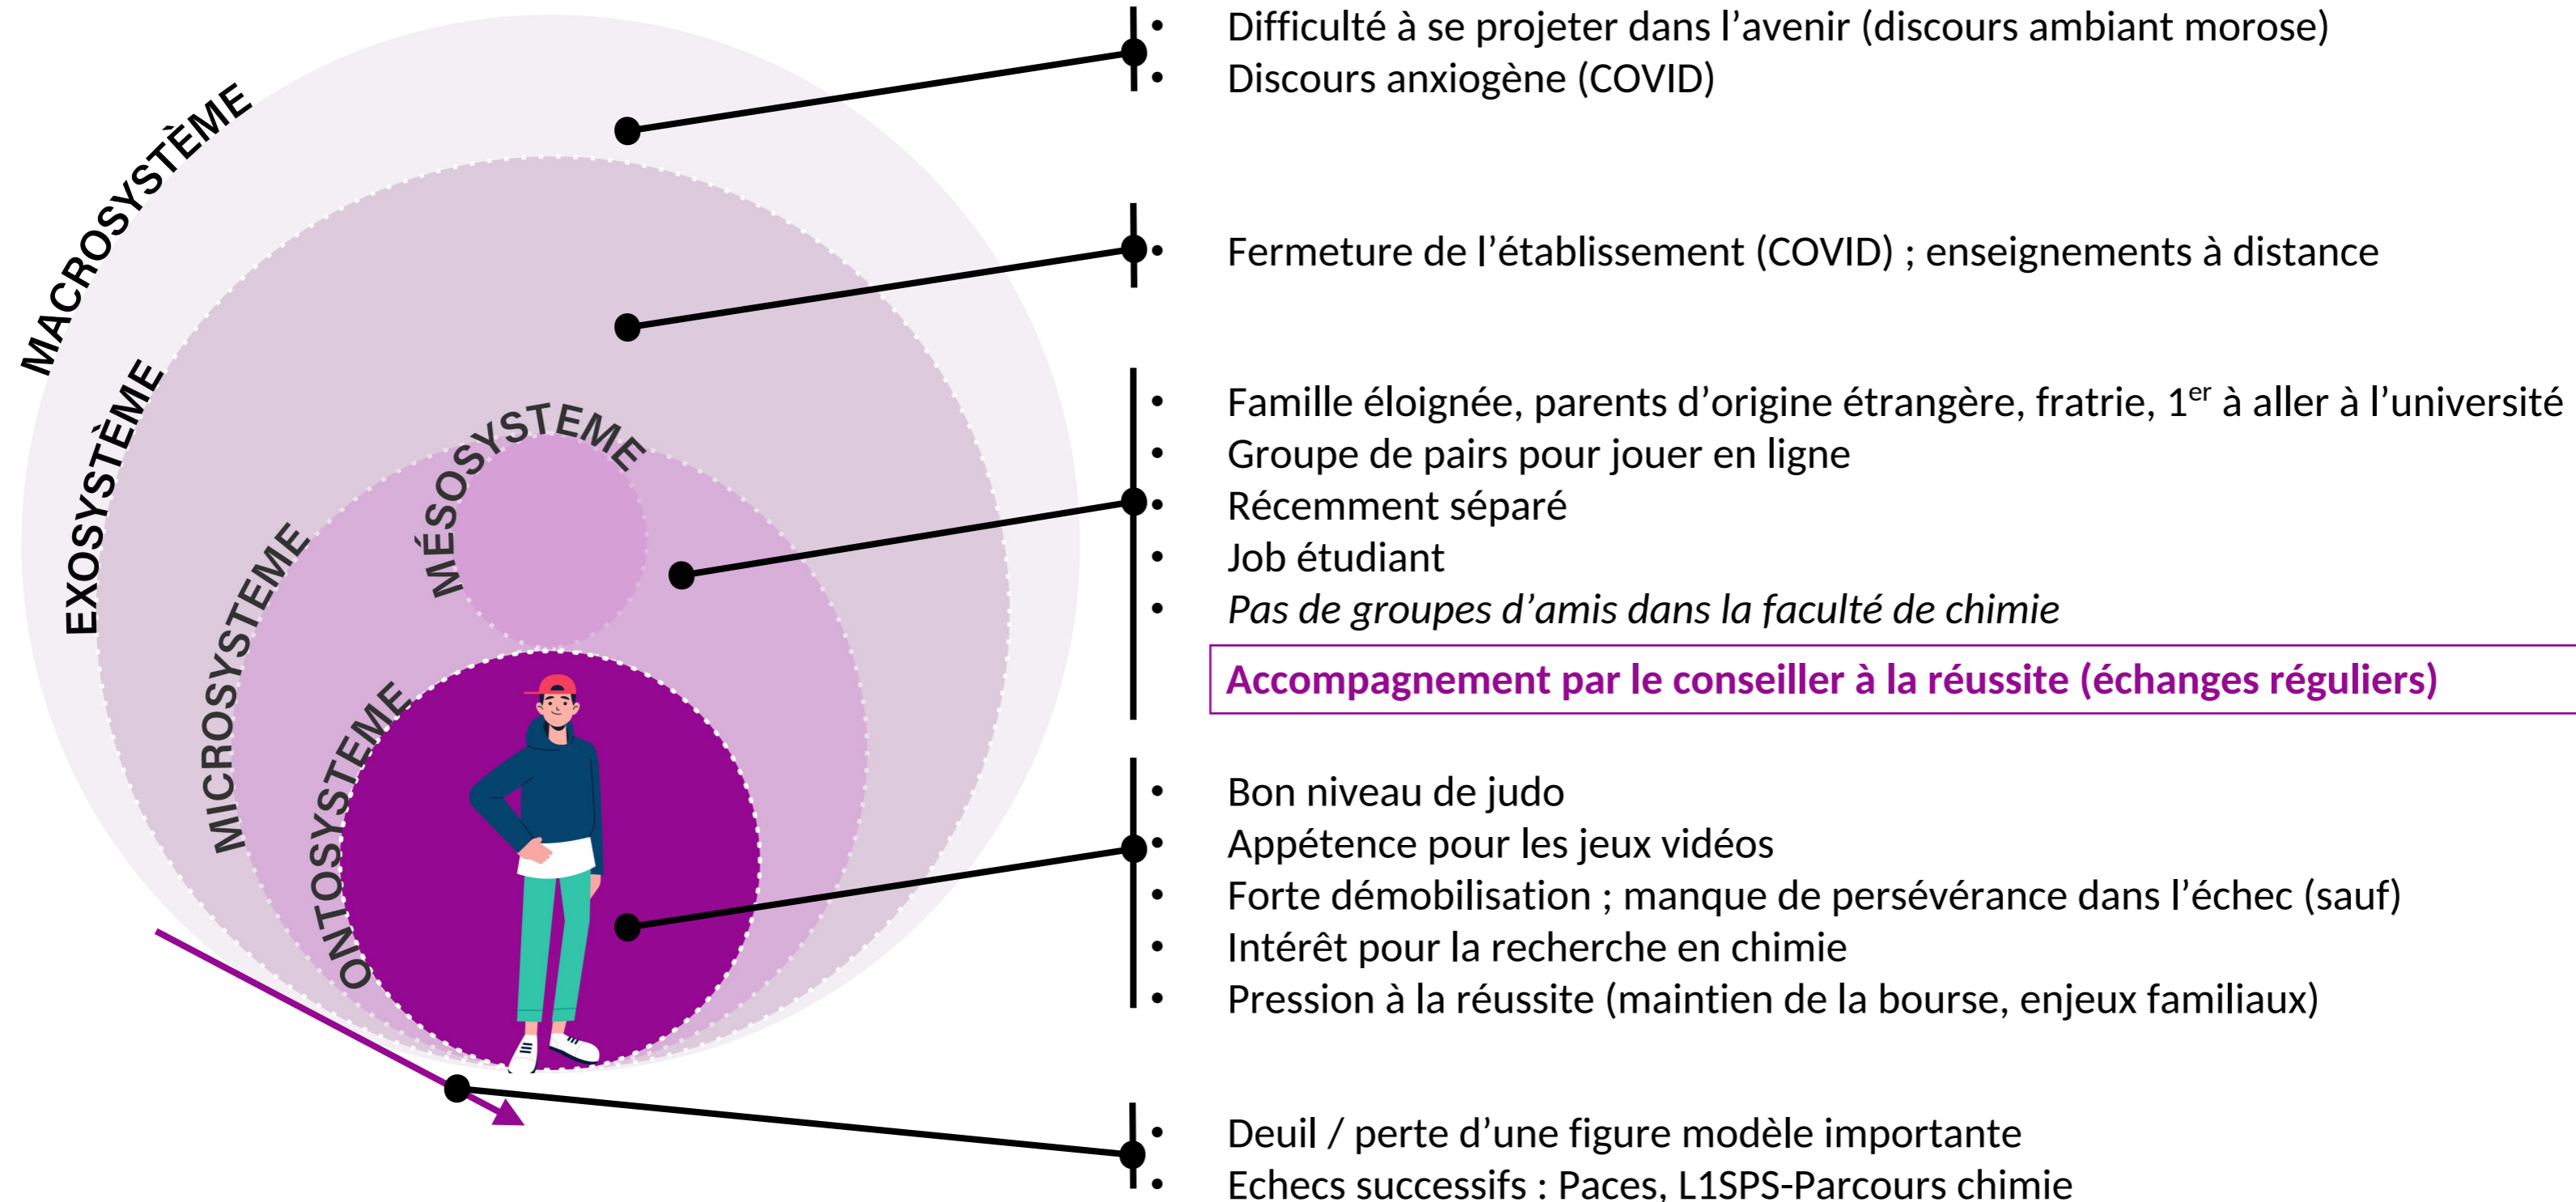 MACROSYSTÈME
EXOSYSTÈME
MICROSYSTEME
MÉSOSYSTEME
ONTOSYSTEME
• Difficulté à se projeter dans l’avenir (discours ambiant morose)
• Discours anxiogène (COVID)
• Fermeture de l’établissement (COVID) ; enseignements à distance
• Famille éloignée, parents d’origine étrangère, fratrie, 1er à aller à l’université
• Groupe de pairs pour jouer en ligne
• Récemment séparé
• Job étudiant
• Pas de groupes d’amis dans la faculté de chimie
Accompagnement par le conseiller à la réussite (échanges réguliers)
• Bon niveau de judo
• Appétence pour les jeux vidéos
• Forte démobilisation ; manque de persévérance dans l’échec (sauf)
• Intérêt pour la recherche en chimie
• Pression à la réussite (maintien de la bourse, enjeux familiaux)
• Deuil / perte d’une figure modèle importante
• Echecs successifs : Paces, L1SPS-Parcours chimie